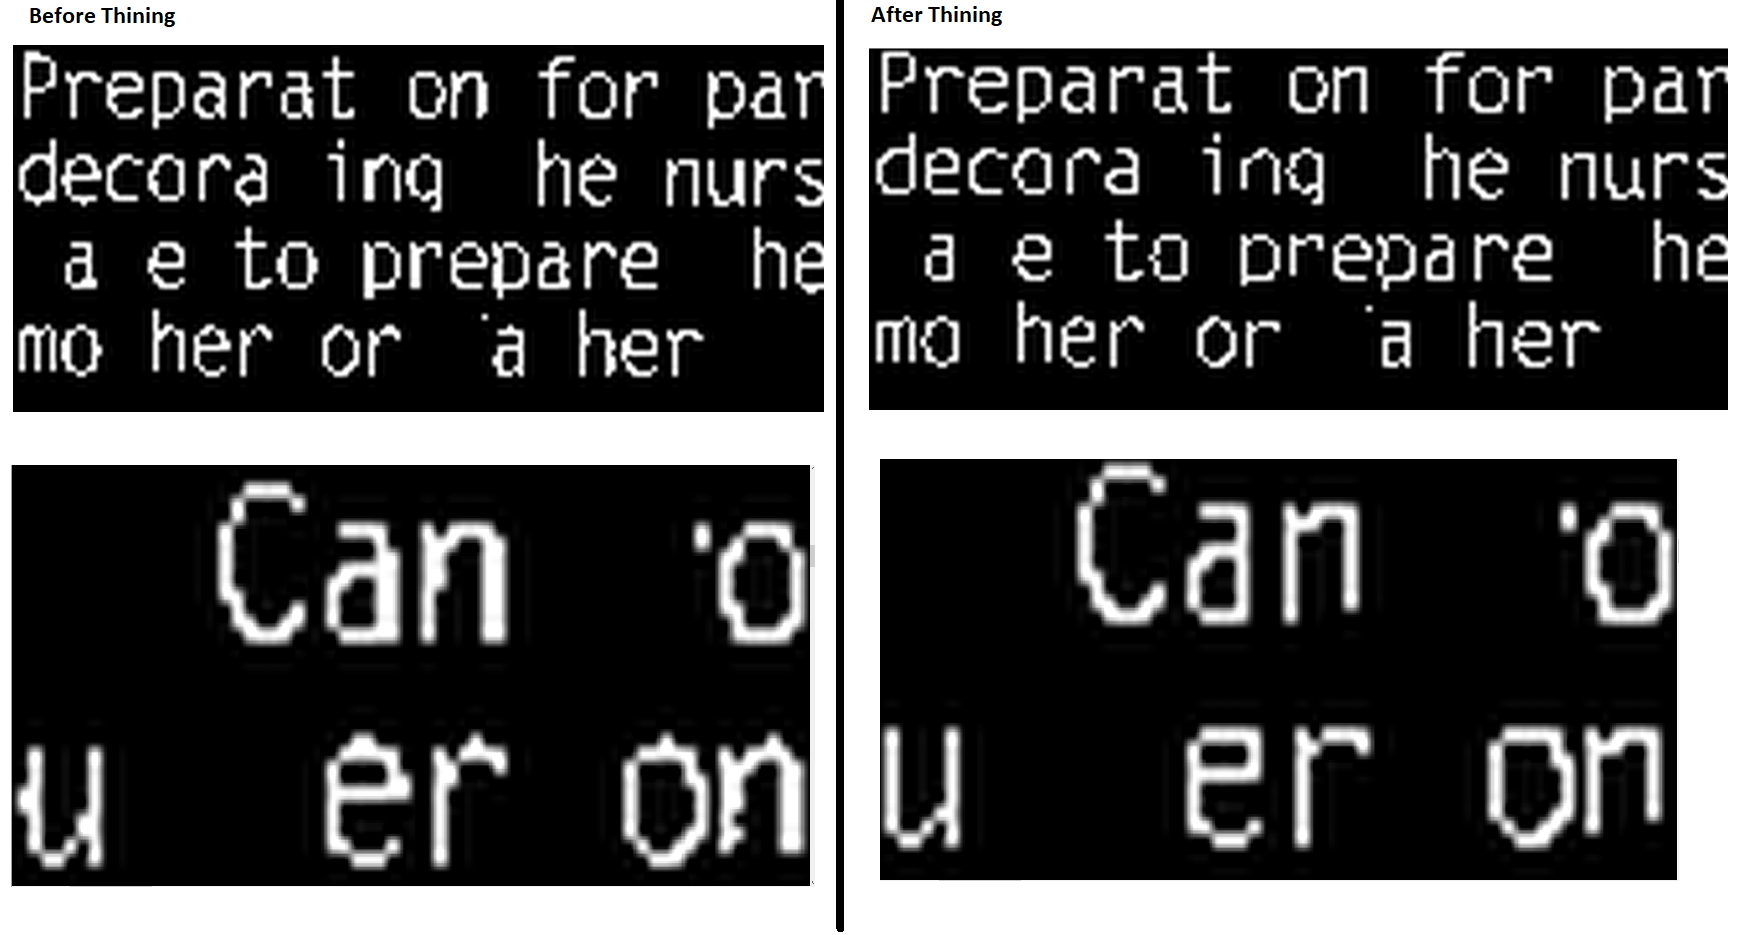 Before Thining
Preparat on for par
decora ing he nurs
a e to prepare he
mo her or 'a her
Can 'o
u er on
After Thining
Preparat on for par
decora ing he nurs
a e to prepare he
mo her or 'a her
Can 'o
u er on